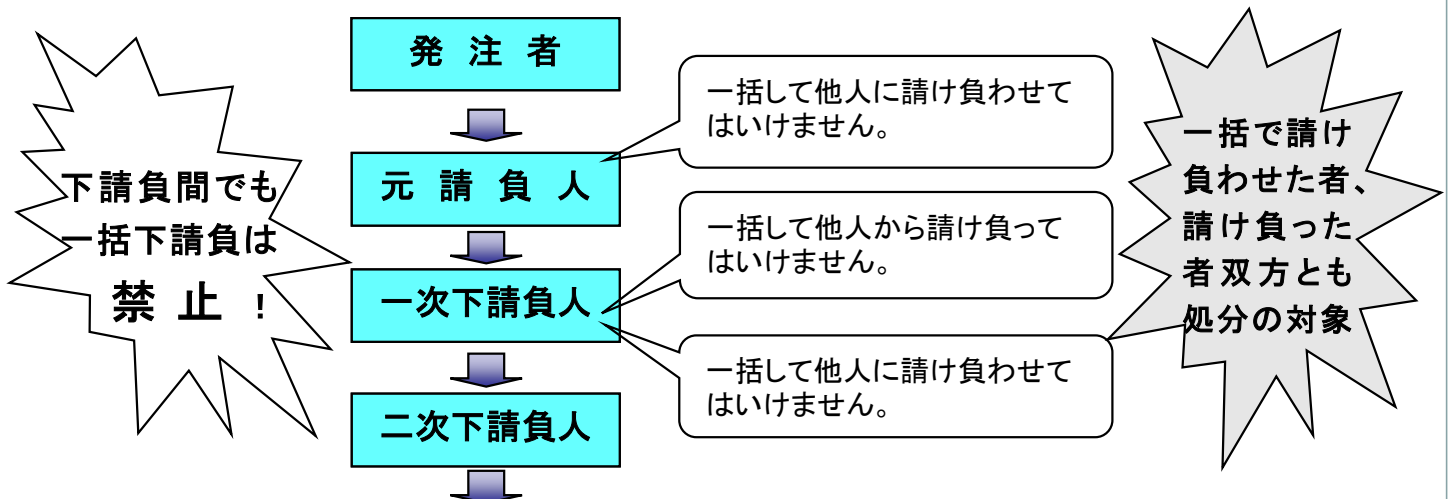 下請負間でも
一括下請負は
禁止!
発注者
元請負人
一次下請負人
二次下請負人
一括して他人に請け負わせて
はいけません。
一括して他人から請け負って
はいけません。
一括して他人に請け負わせて
はいけません。
一括で請け
負わせた者、
請け負った
者双方とも
処分の対象